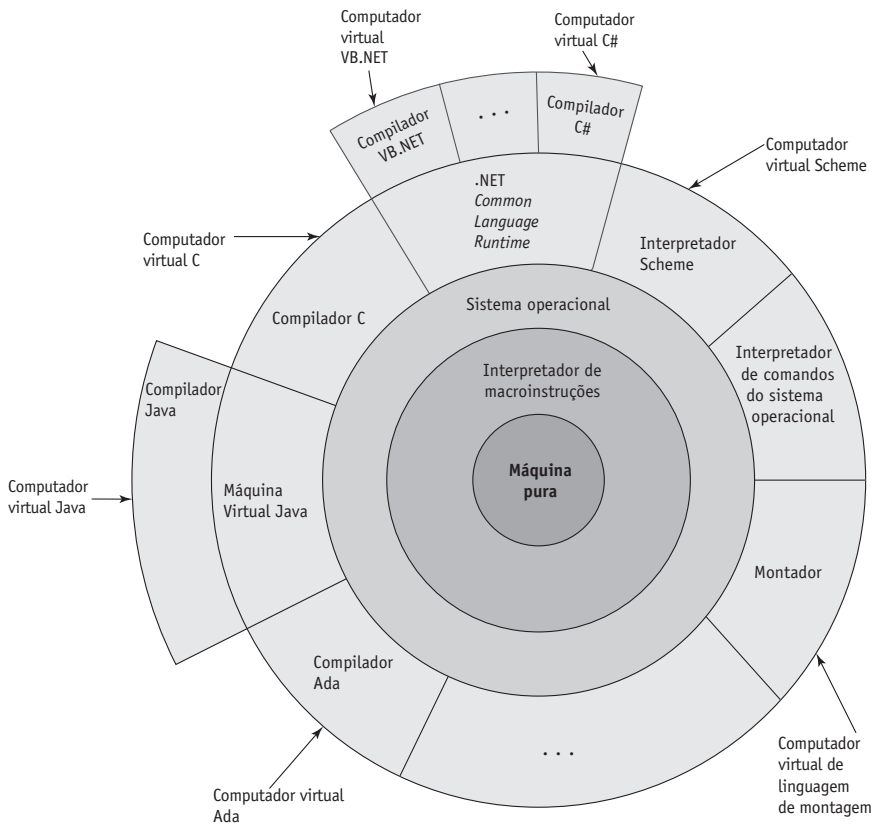 Computador
virtual
VB.NET
Computador
virtual C#
Compilador
VB.NET
. . .
Compilador
C#
Computador
virtual Scheme
.NET
Common
Language
Runtime
Computador
virtual C
Interpretador
Scheme
Sistema operacional
Compilador C
Interpretador de
macroinstruções
Interpretador
de comandos
do sistema
operacional
Compilador
Java
Máquina
pura
Computador
virtual Java
Máquina
Virtual Java
Montador
Compilador
Ada
. . .
Computador
virtual de
linguagem
de montagem
Computador virtual
Ada